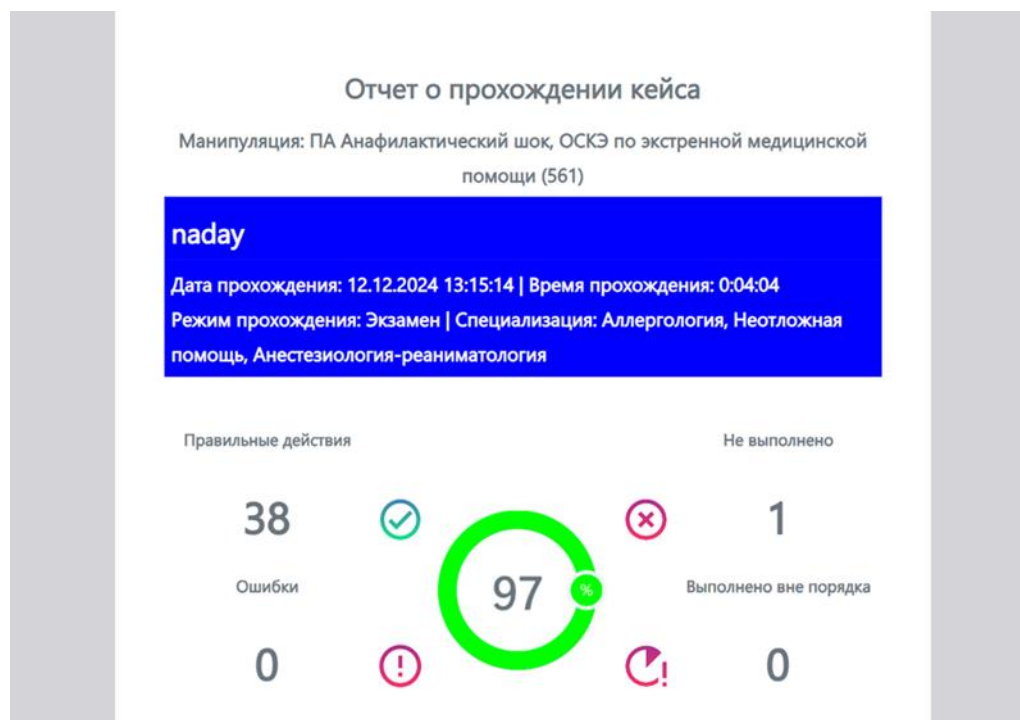 Отчет о прохождении кейса
Манипуляция: ПА Анафилактический шок, ОСКЭ по экстренной медицинской
помощи (561)
naday
Дата прохождения: 12.12.2024 13:15:14 | Время прохождения: 0:04:04
Режим прохождения: Экзамен | Специализация: Аллергология, Неотложная
помощь, Анестезиология-реаниматология
Правильные действия
Не выполнено
38
1
Ошибки
97 %
Выполнено вне порядка
0
0